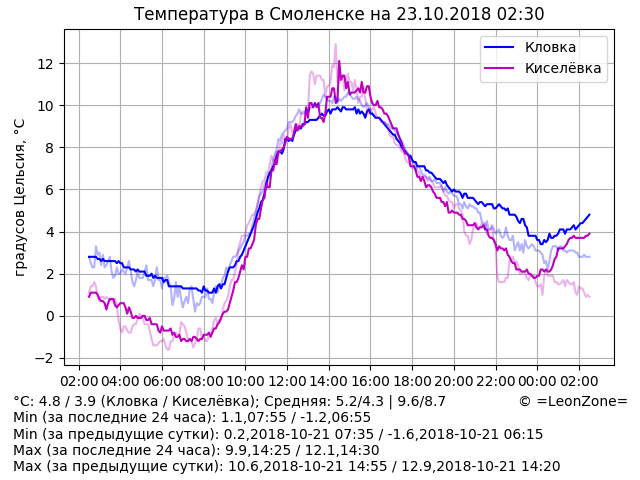 Температура в Смоленске на 23.10.2018 02:30
Кловка
Киселёвка
градусов Цельсия, °C
12
10
8
6
4
2
0
−2
02:00 04:00 06:00 08:00 10:00 12:00 14:00 16:00 18:00 20:00 22:00 00:00 02:00
°C: 4.8 / 3.9 (Кловка / Киселёвка); Средняя: 5.2/4.3 | 9.6/8.7 © =LeonZone=
Min (за последние 24 часа): 1.1,07:55 / -1.2,06:55
Min (за предыдущие сутки): 0.2,2018-10-21 07:35 / -1.6,2018-10-21 06:15
Max (за последние 24 часа): 9.9,14:25 / 12.1,14:30
Max (за предыдущие сутки): 10.6,2018-10-21 14:55 / 12.9,2018-10-21 14:20